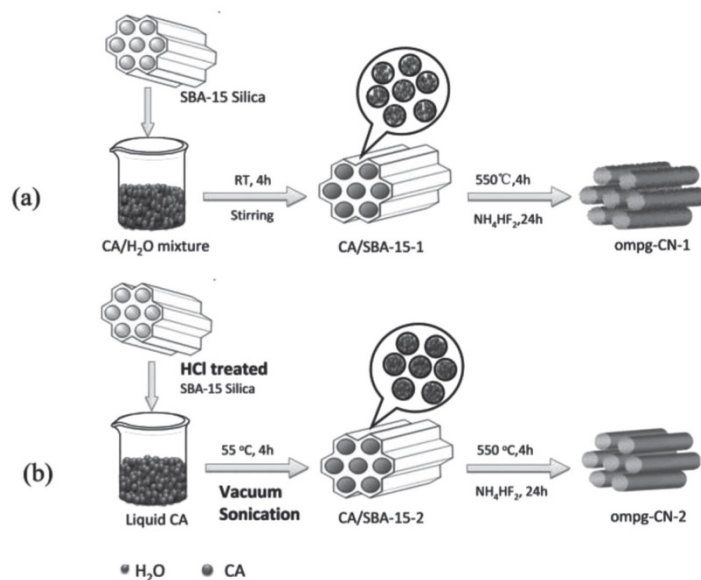 SBA-15 Silica
(a)
RT, 4h
Stirring
550℃,4h
NH₄HF₂,24h
CA/H₂O mixture
CA/SBA-15-1
ompg-CN-1
HCl treated
SBA-15 Silica
(b)
55 °C, 4h
Vacuum
Sonication
550 °C,4h
NH₄HF₂, 24h
Liquid CA
CA/SBA-15-2
ompg-CN-2
H₂O
CA